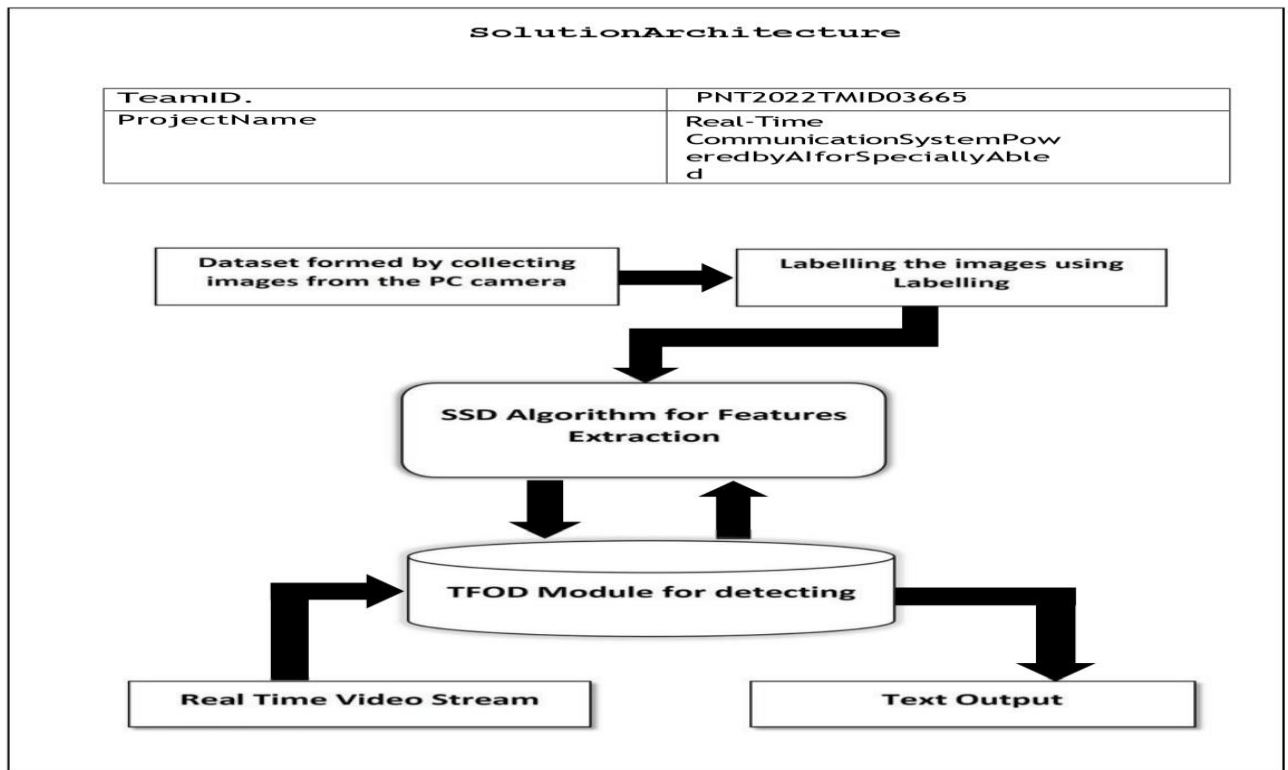 SolutionArchitecture
TeamID.
PNT2022TMID03665
ProjectName
Real-Time
CommunicationSystemPow
eredbyAIforSpeciallyAble
d
Dataset formed by collecting
images from the PC camera
Labelling the images using
Labelling
SSD Algorithm for Features
Extraction
TFOD Module for detecting
Real Time Video Stream
Text Output